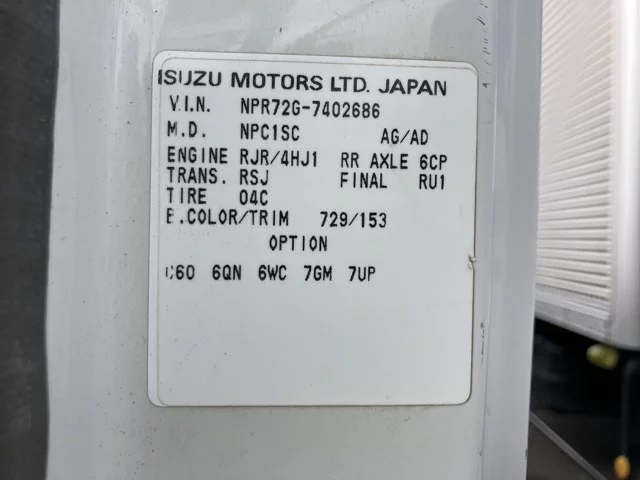 ISUZU MOTORS LTD. JAPAN
V.I.N. NPR72G-7402686
M.D. NPC1SC AG/AD
ENGINE RJR/4HJ1 RR AXLE 6CP
TRANS. RSJ FINAL RU1
TIRE 04C
B.COLOR/TRIM 729/153
OPTION
C60 6QN 6WC 7GM 7UP